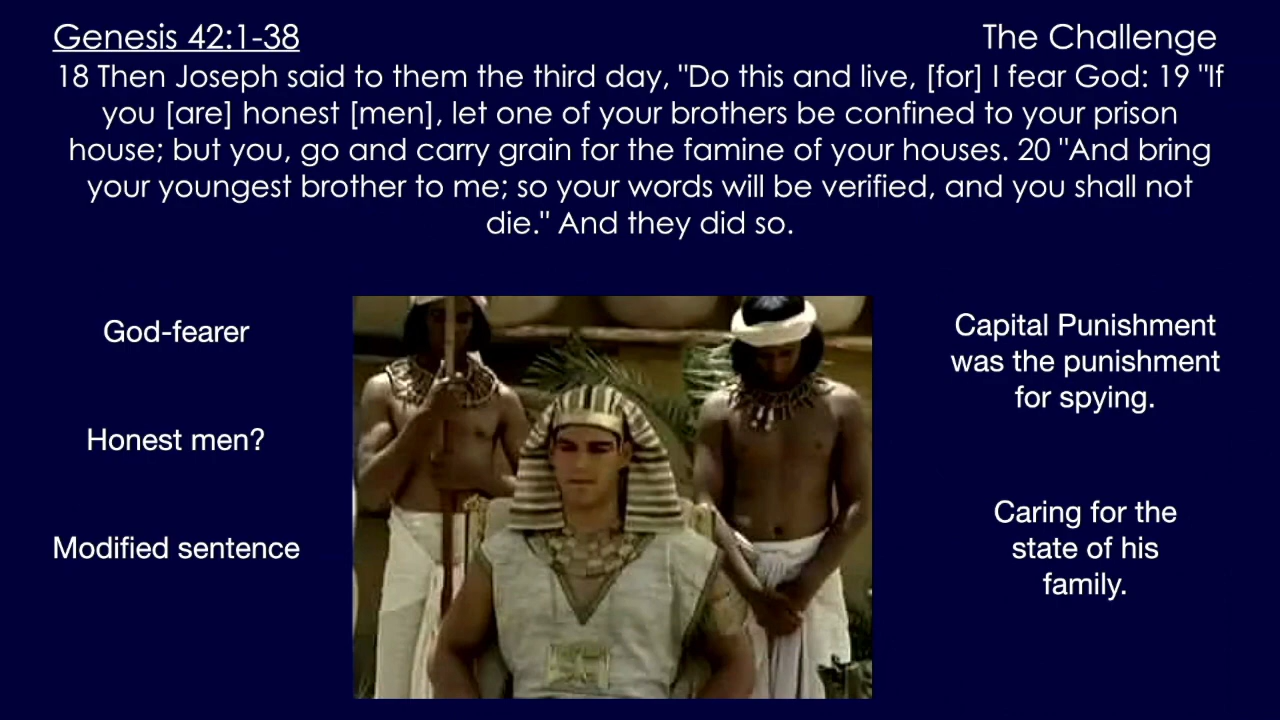 Genesis 42:1-38
The Challenge
18 Then Joseph said to them the third day, "Do this and live, [for] I fear God: 19 "If
you [are] honest [men], let one of your brothers be confined to your prison
house; but you, go and carry grain for the famine of your houses. 20 "And bring
your youngest brother to me; so your words will be verified, and you shall not
die." And they did so.
God-fearer
Honest men?
Modified sentence
Capital Punishment
was the punishment
for spying.
Caring for the
state of his
family.